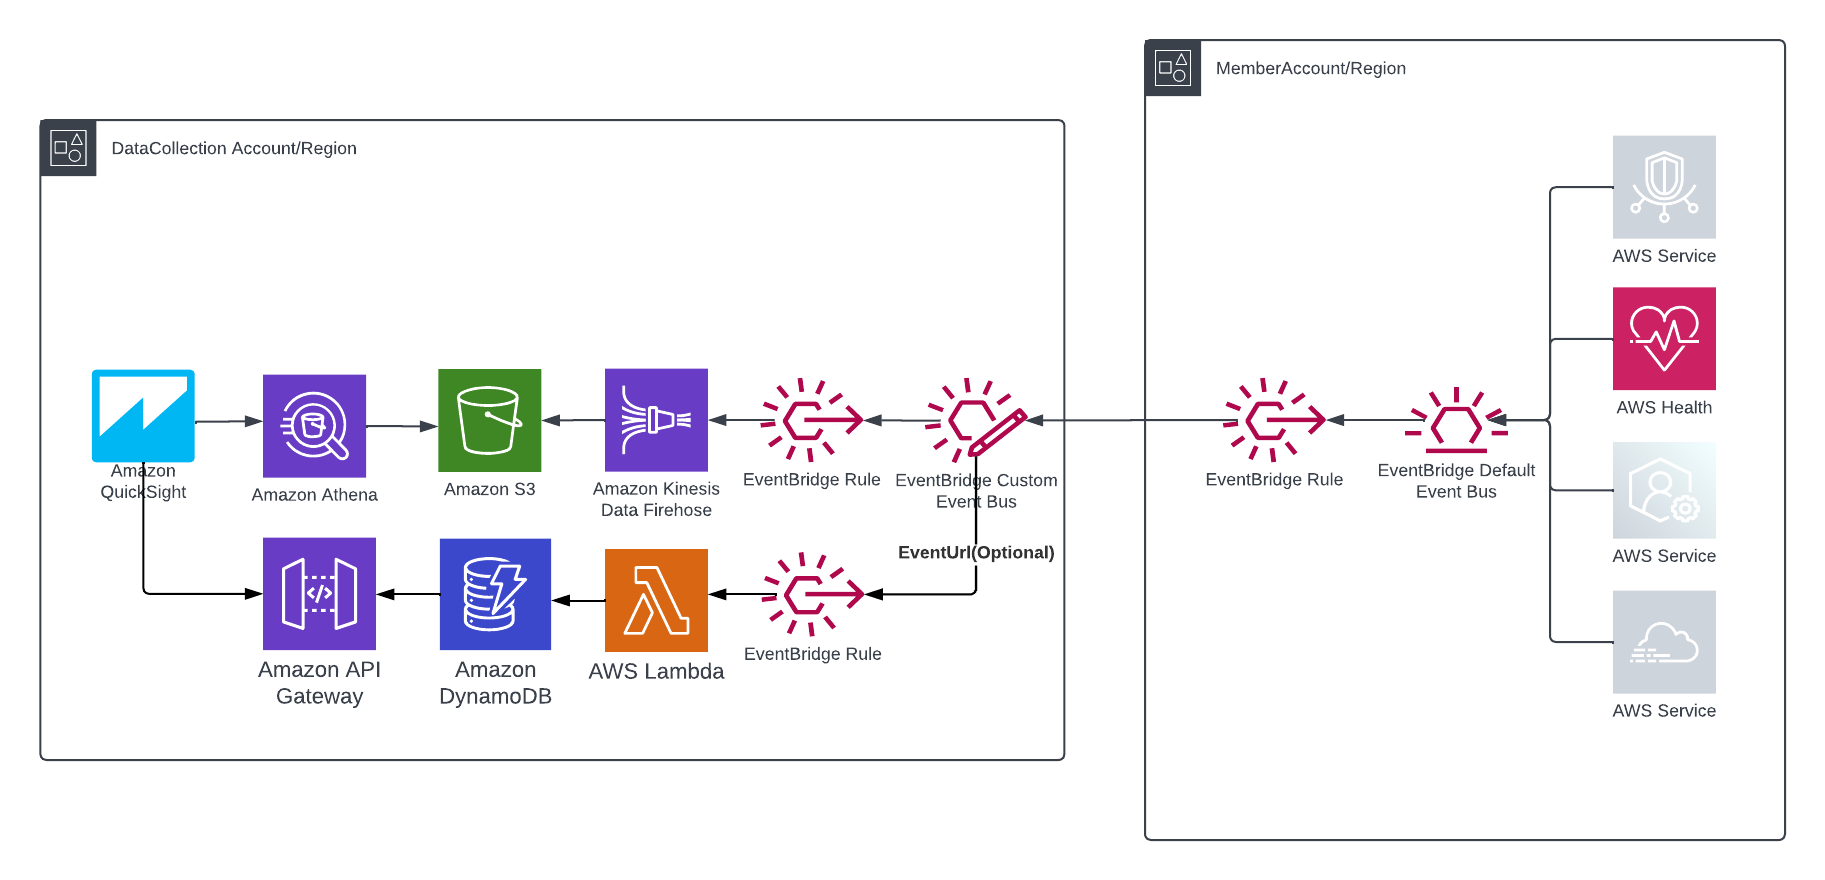 MemberAccount/Region
DataCollection Account/Region
AWS Service
AWS Health
Amazon
QuickSight
Amazon Athena
Amazon S3
Amazon Kinesis
Data Firehose
EventBridge Rule
EventBridge Custom
Event Bus
EventBridge Rule
EventBridge Default
Event Bus
AWS Service
EventUrl(Optional)
Amazon API
Gateway
Amazon
DynamoDB
AWS Lambda
EventBridge Rule
AWS Service